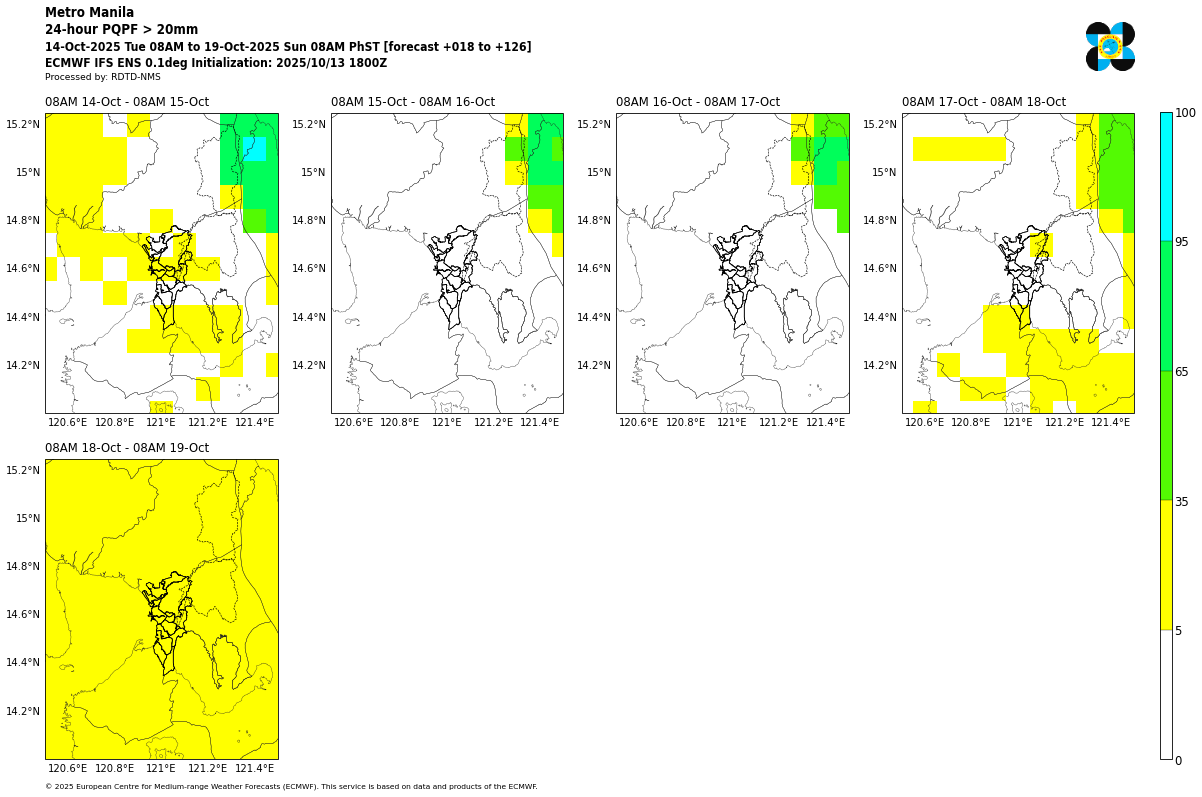 Metro Manila
24-hour PQPF > 20mm
14-Oct-2025 Tue 08AM to 19-Oct-2025 Sun 08AM PhST [forecast +018 to +126]
ECMWF IFS ENS 0.1deg Initialization: 2025/10/13 1800Z
Processed by: RDTD-NMS
08AM 14-Oct - 08AM 15-Oct
08AM 15-Oct - 08AM 16-Oct
08AM 16-Oct - 08AM 17-Oct
08AM 17-Oct - 08AM 18-Oct
15.2°N 15.2°N 15.2°N 15.2°N
15°N 15°N 15°N 15°N
14.8°N 14.8°N 14.8°N 14.8°N
14.6°N 14.6°N 14.6°N 14.6°N
14.4°N 14.4°N 14.4°N 14.4°N
14.2°N 14.2°N 14.2°N 14.2°N
120.6°E 120.8°E 121°E 121.2°E 121.4°E
120.6°E 120.8°E 121°E 121.2°E 121.4°E
120.6°E 120.8°E 121°E 121.2°E 121.4°E
120.6°E 120.8°E 121°E 121.2°E 121.4°E
100
95
65
35
5
0
08AM 18-Oct - 08AM 19-Oct
15.2°N
15°N
14.8°N
14.6°N
14.4°N
14.2°N
120.6°E 120.8°E 121°E 121.2°E 121.4°E
© 2025 European Centre for Medium-range Weather Forecasts (ECMWF). This service is based on data and products of the ECMWF.